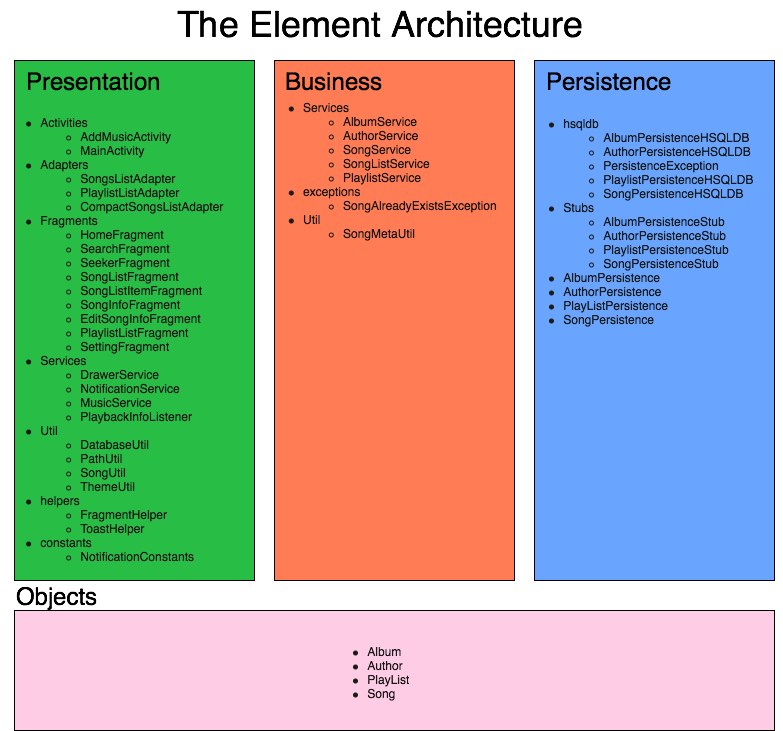 The Element Architecture
Presentation
Activities
AddMusicActivity
MainActivity
Adapters
SongsListAdapter
PlaylistListAdapter
CompactSongsListAdapter
Fragments
HomeFragment
SearchFragment
SeekerFragment
SongListFragment
SongListItemFragment
SongInfoFragment
EditSongInfoFragment
PlaylistListFragment
SettingFragment
Services
DrawerService
NotificationService
MusicService
PlaybackInfoListener
Util
DatabaseUtil
PathUtil
SongUtil
ThemeUtil
helpers
FragmentHelper
ToastHelper
constants
NotificationConstants
Business
Services
AlbumService
AuthorService
SongService
SongListService
PlaylistService
exceptions
SongAlreadyExistsException
Util
SongMetaUtil
Persistence
hsqldb
AlbumPersistenceHSQLDB
AuthorPersistenceHSQLDB
PersistenceException
PlaylistPersistenceHSQLDB
SongPersistenceHSQLDB
Stubs
AlbumPersistenceStub
AuthorPersistenceStub
PlaylistPersistenceStub
SongPersistenceStub
AlbumPersistence
AuthorPersistence
PlayListPersistence
SongPersistence
Objects
Album
Author
PlayList
Song